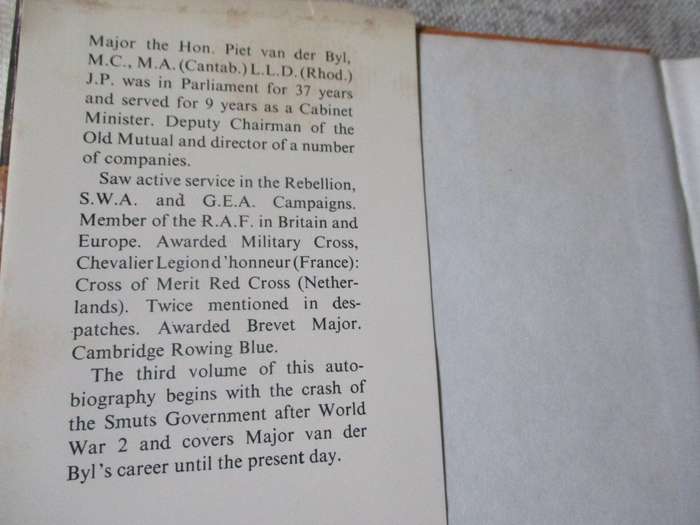 Major the Hon. Piet van der Byl,
M.C., M.A. (Cantab.) L.L.D. (Rhod.)
J.P. was in Parliament for 37 years
and served for 9 years as a Cabinet
Minister. Deputy Chairman of the
Old Mutual and director of a number
of companies.
Saw active service in the Rebellion,
S.W.A. and G.E.A. Campaigns.
Member of the R.A.F. in Britain and
Europe. Awarded Military Cross,
Chevalier Legion d'honneur (France):
Cross of Merit Red Cross (Nether-
lands). Twice mentioned in des-
patches. Awarded Brevet Major.
Cambridge Rowing Blue.
The third volume of this auto-
biography begins with the crash of
the Smuts Government after World
War 2 and covers Major van der
Byl's career until the present day.